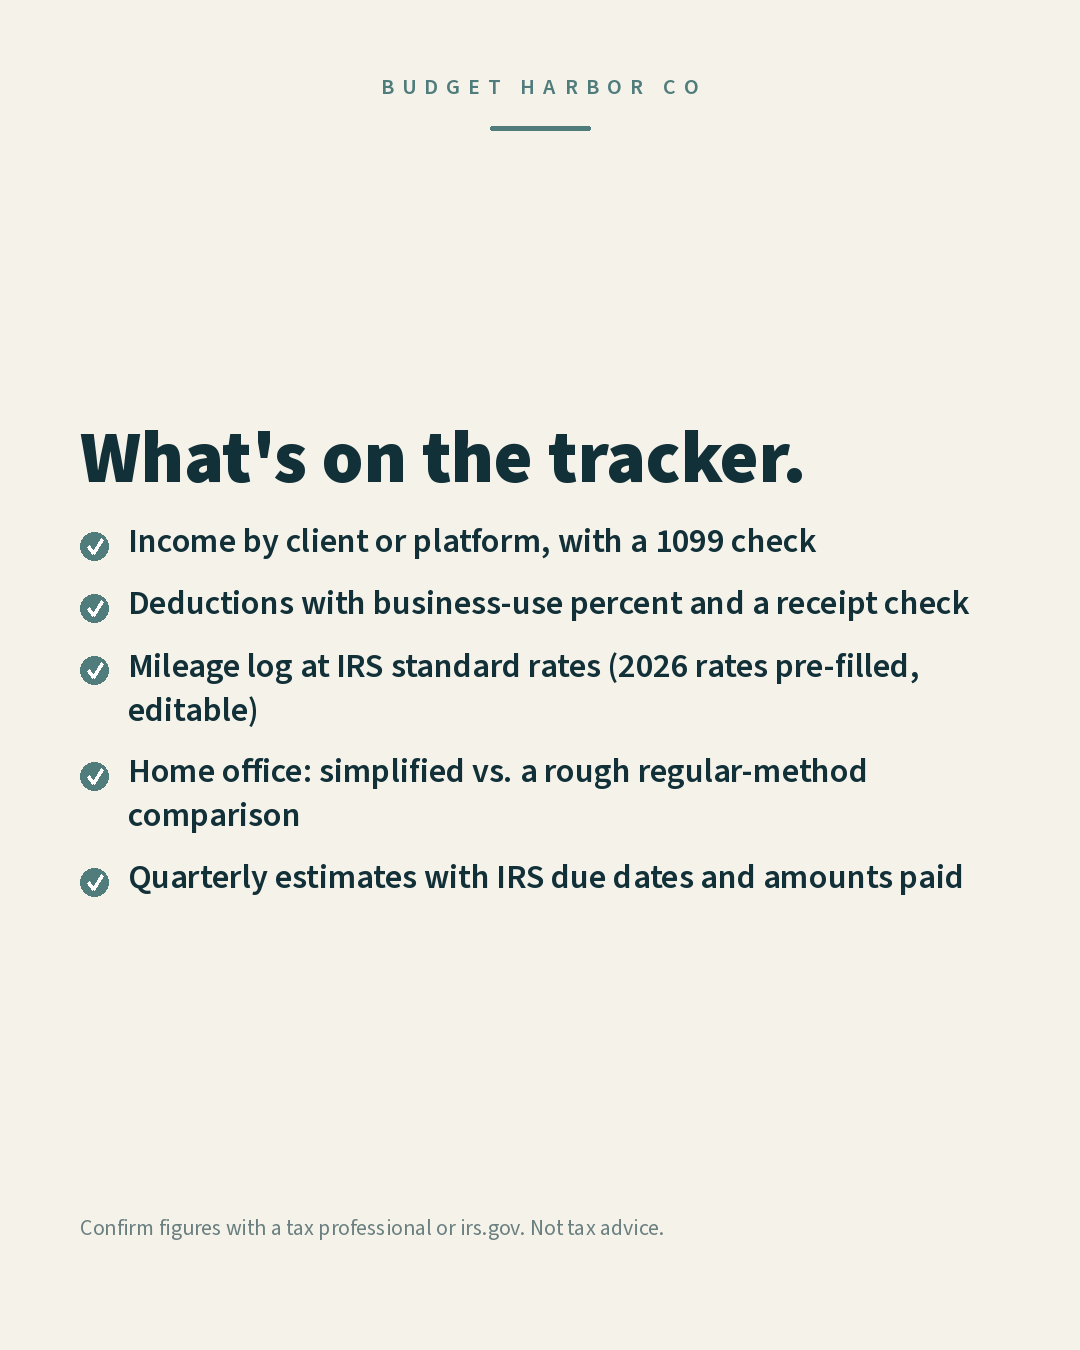 BUDGET HARBOR CO
What's on the tracker.
Income by client or platform, with a 1099 check
Deductions with business-use percent and a receipt check
Mileage log at IRS standard rates (2026 rates pre-filled,
editable)
Home office: simplified vs. a rough regular-method
comparison
Quarterly estimates with IRS due dates and amounts paid
Confirm figures with a tax professional or irs.gov. Not tax advice.